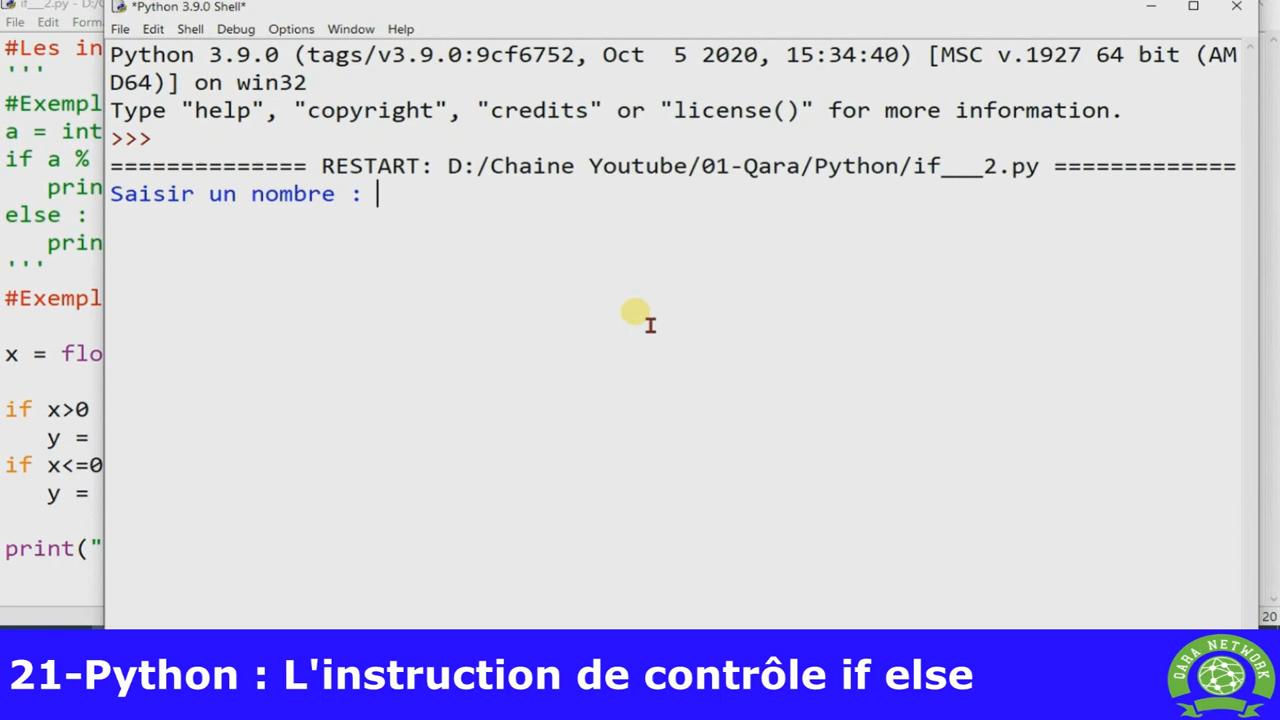 if___2.py - D:/C
File Edit Form
#Les in
'''
#Exempl
a = int
if a %
prin
else :
prin
'''
#Exempl
x = flo
if x>0
y =
if x<=0
y =
print("
*Python 3.9.0 Shell*
File Edit Shell Debug Options Window Help
Python 3.9.0 (tags/v3.9.0:9cf6752, Oct 5 2020, 15:34:40) [MSC v.1927 64 bit (AM
D64)] on win32
Type "help", "copyright", "credits" or "license()" for more information.
>>>
============== RESTART: D:/Chaine Youtube/01-Qara/Python/if___2.py =============
Saisir un nombre :
20
21-Python : L'instruction de contrôle if else
QARA NETWORK